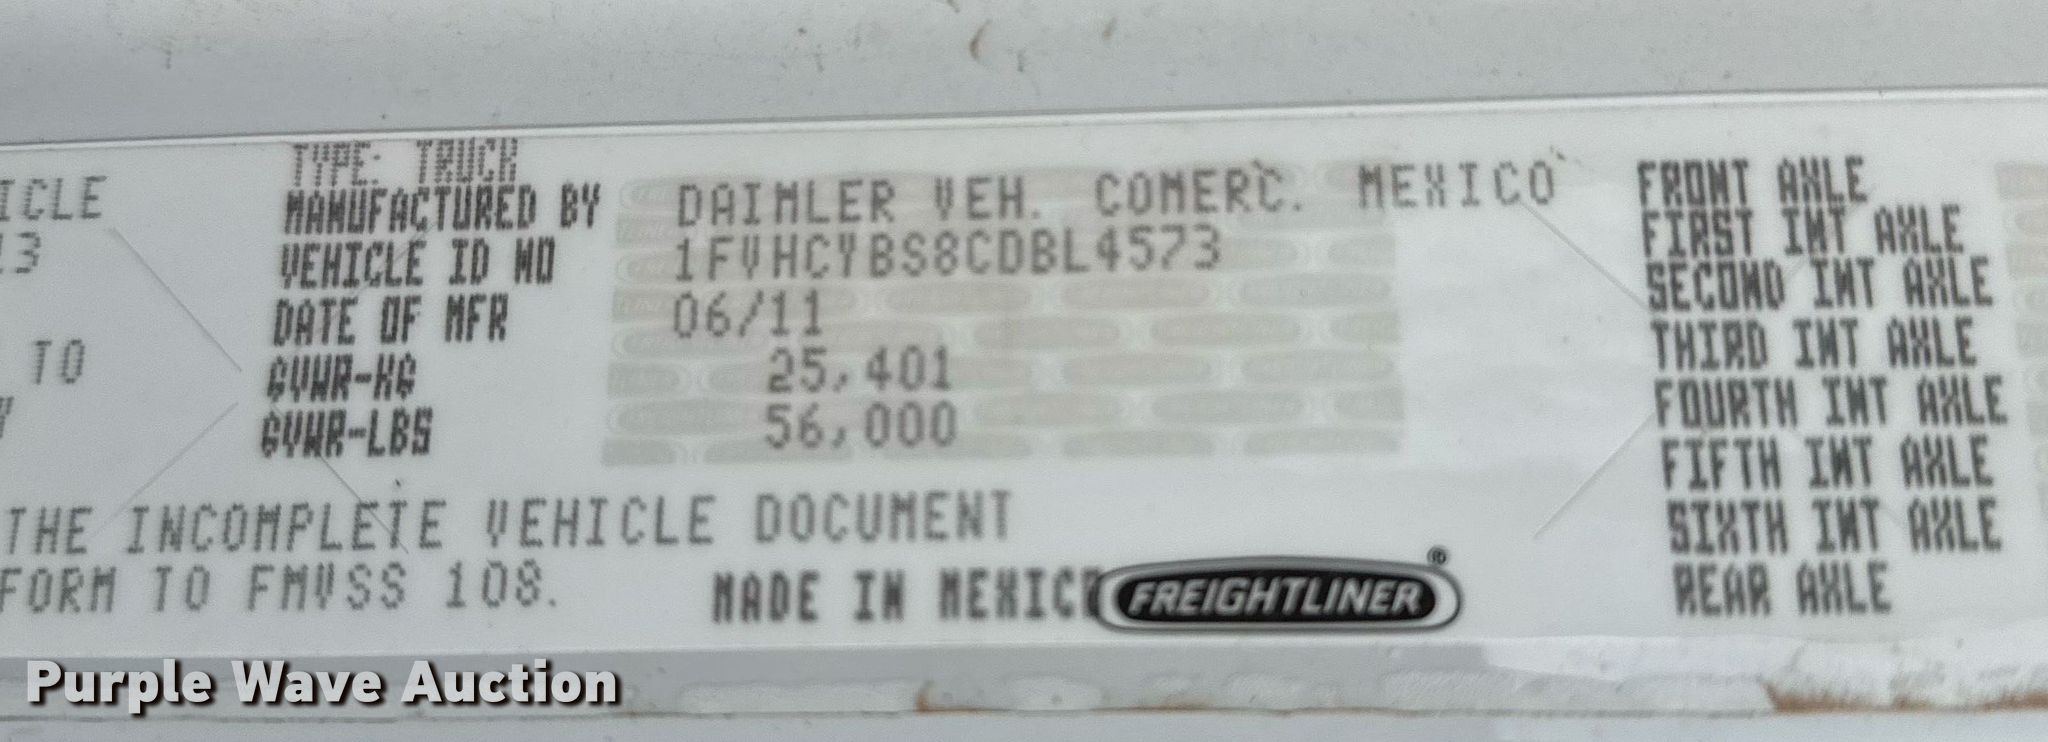 TYPE: TRUCK
ICLE
MANUFACTURED BY DAIMLER VEH. COMERC. MEXICO
13
VEHICLE ID NO 1FVHCYBS8CDBL4573
DATE OF MFR 06/11
TO
GVWR-KG 25,401
GVWR-LBS 56,000
THE INCOMPLETE VEHICLE DOCUMENT
FORM TO FMVSS 108.
MADE IN MEXICO
FREIGHTLINER®
FRONT AXLE
FIRST INT AXLE
SECOND INT AXLE
THIRD INT AXLE
FOURTH INT AXLE
FIFTH INT AXLE
SIXTH INT AXLE
REAR AXLE
Purple Wave Auction